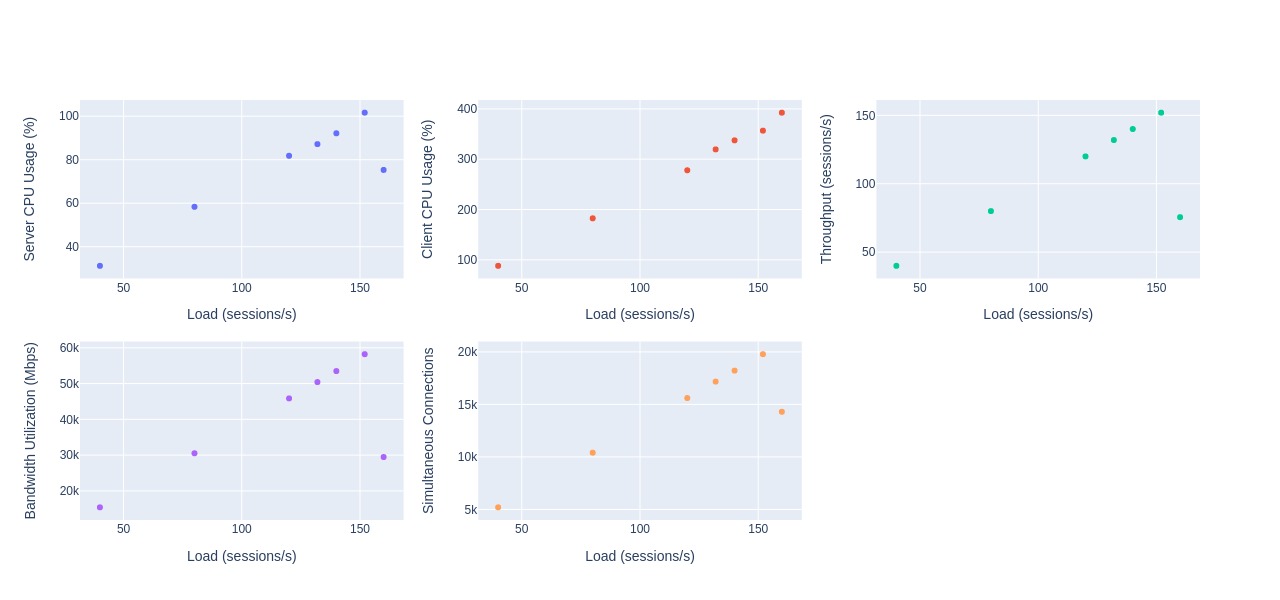 Server CPU Usage (%)
100
80
60
40
50
100
150
Load (sessions/s)
Client CPU Usage (%)
400
300
200
100
50
100
150
Load (sessions/s)
Throughput (sessions/s)
150
100
50
50
100
150
Load (sessions/s)
Bandwidth Utilization (Mbps)
60k
50k
40k
30k
20k
50
100
150
Load (sessions/s)
Simultaneous Connections
20k
15k
10k
5k
50
100
150
Load (sessions/s)